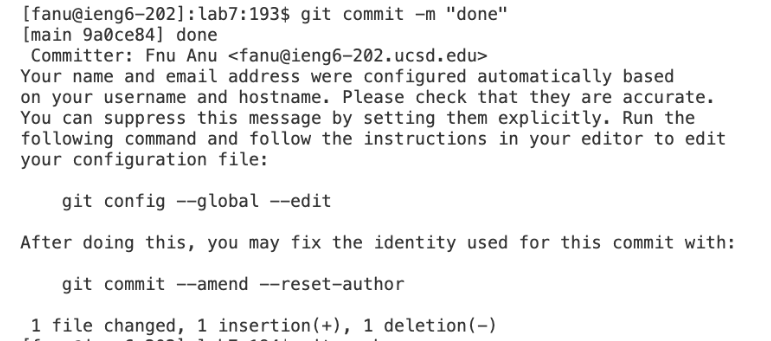 [fanu@ieng6-202]:lab7:193$ git commit -m "done"
[main 9a0ce84] done
 Committer: Fnu Anu <fanu@ieng6-202.ucsd.edu>
Your name and email address were configured automatically based
on your username and hostname. Please check that they are accurate.
You can suppress this message by setting them explicitly. Run the
following command and follow the instructions in your editor to edit
your configuration file:

    git config --global --edit

After doing this, you may fix the identity used for this commit with:

    git commit --amend --reset-author

 1 file changed, 1 insertion(+), 1 deletion(-)